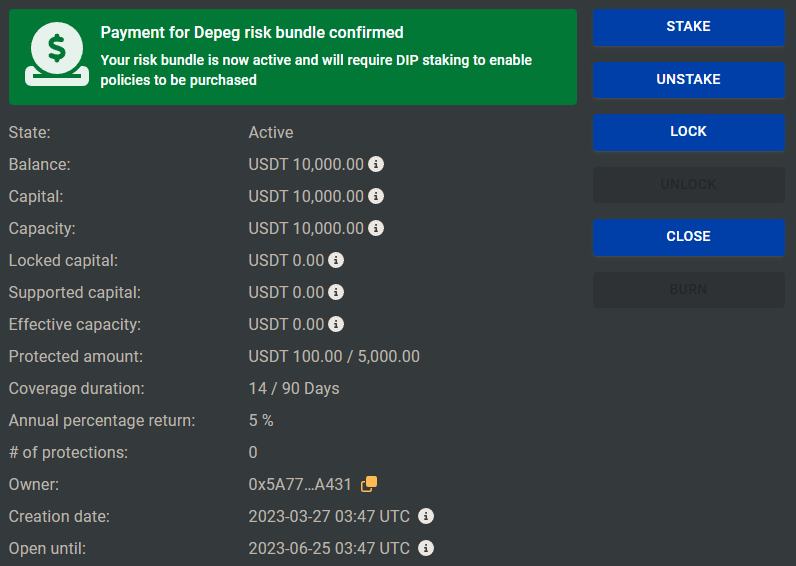 Payment for Depeg risk bundle confirmed
Your risk bundle is now active and will require DIP staking to enable
policies to be purchased
STAKE
UNSTAKE
LOCK
UNLOCK
CLOSE
BURN
State: Active
Balance: USDT 10,000.00
Capital: USDT 10,000.00
Capacity: USDT 10,000.00
Locked capital: USDT 0.00
Supported capital: USDT 0.00
Effective capacity: USDT 0.00
Protected amount: USDT 100.00 / 5,000.00
Coverage duration: 14 / 90 Days
Annual percentage return: 5 %
# of protections: 0
Owner: 0x5A77...A431
Creation date: 2023-03-27 03:47 UTC
Open until: 2023-06-25 03:47 UTC